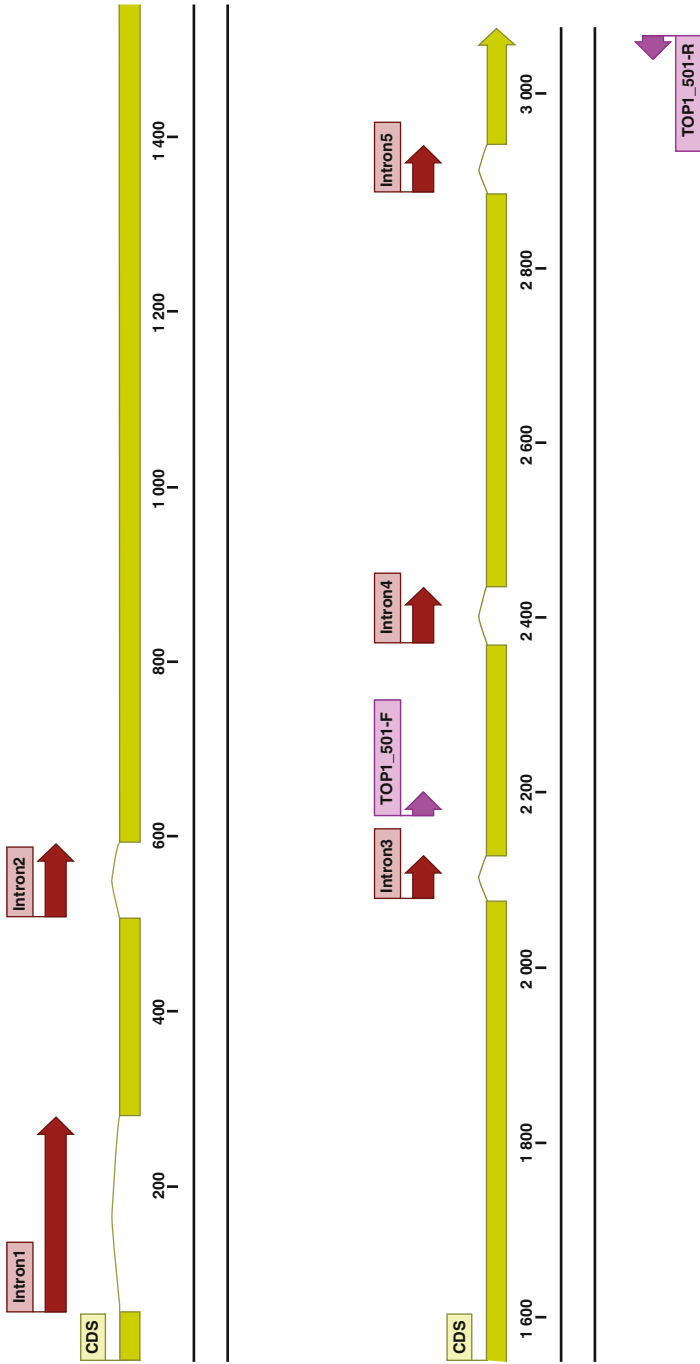 Intron1
Intron2
CDS
200
400
600
800
1 000
1 200
1 400
Intron3
TOP1_501-F
Intron4
Intron5
CDS
1 600
1 800
2 000
2 200
2 400
2 600
2 800
3 000
TOP1_501-R